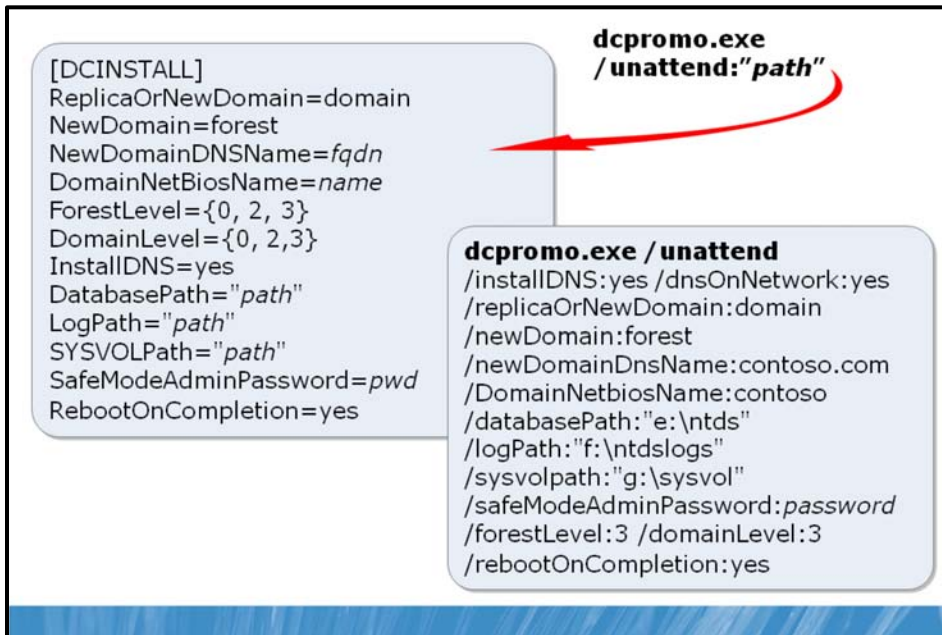 dcpromo.exe
/unattend:"path"
[DCINSTALL]
ReplicaOrNewDomain=domain
NewDomain=forest
NewDomainDNSName=fqdn
DomainNetBiosName=name
ForestLevel={0, 2, 3}
DomainLevel={0, 2,3}
InstallDNS=yes
DatabasePath="path"
LogPath="path"
SYSVOLPath="path"
SafeModeAdminPassword=pwd
RebootOnCompletion=yes
dcpromo.exe /unattend
/installDNS:yes /dnsOnNetwork:yes
/replicaOrNewDomain:domain
/newDomain:forest
/newDomainDnsName:contoso.com
/DomainNetbiosName:contoso
/databasePath:"e:\ntds"
/logPath:"f:\ntdslogs"
/sysvolpath:"g:\sysvol"
/safeModeAdminPassword:password
/forestLevel:3 /domainLevel:3
/rebootOnCompletion:yes